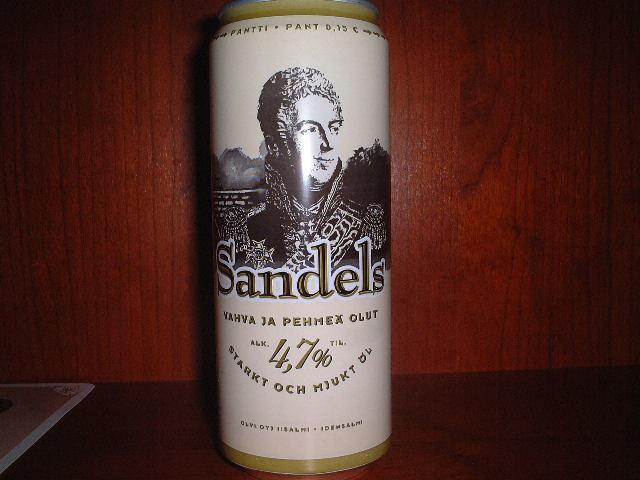 PANTTI • PANT 0,15 €
Sandels
VAHVA JA PEHMEÄ OLUT
ALK. 4,7% TIL.
STARKT OCH MJUKT ÖL
OLVI OYJ IISALMI • IDENSALMI